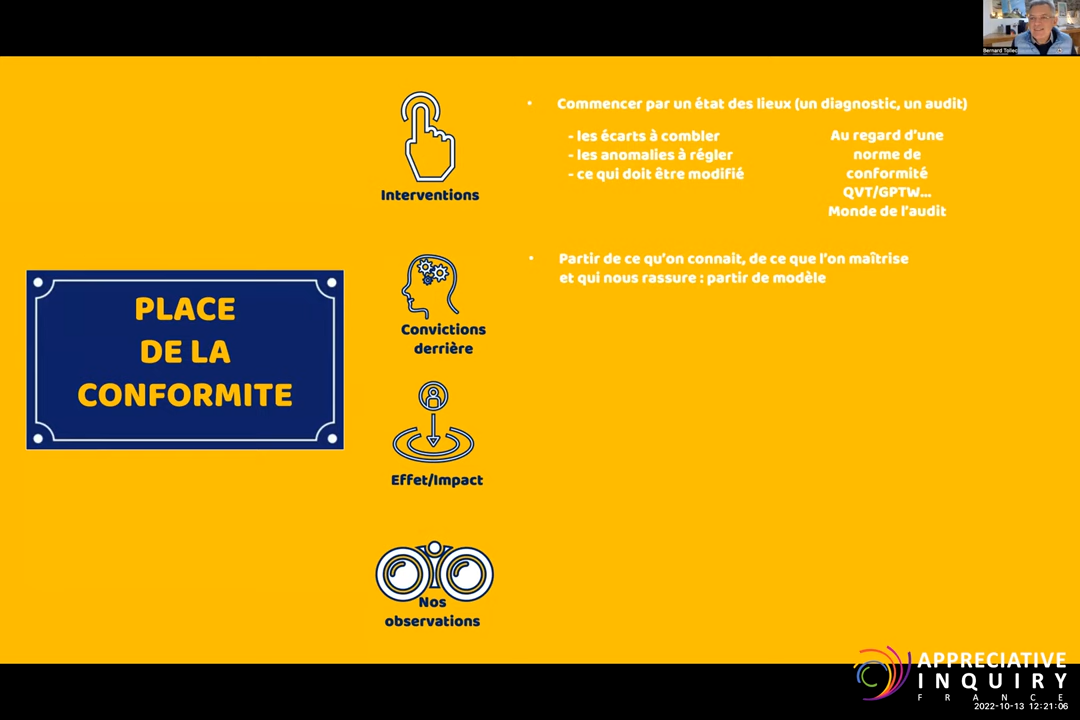 Bernard Tollec
Interventions
• Commencer par un état des lieux (un diagnostic, un audit)
- les écarts à combler
- les anomalies à régler
- ce qui doit être modifié
Au regard d'une
norme de
conformité
QVT/GPTW...
Monde de l'audit
PLACE
DE LA
CONFORMITE
Convictions
derrière
• Partir de ce qu'on connait, de ce que l'on maîtrise
et qui nous rassure : partir de modèle
Effet/Impact
Nos
observations
APPRECIATIVE
INQUIRY
FRANCE
2022-10-13 12:21:06